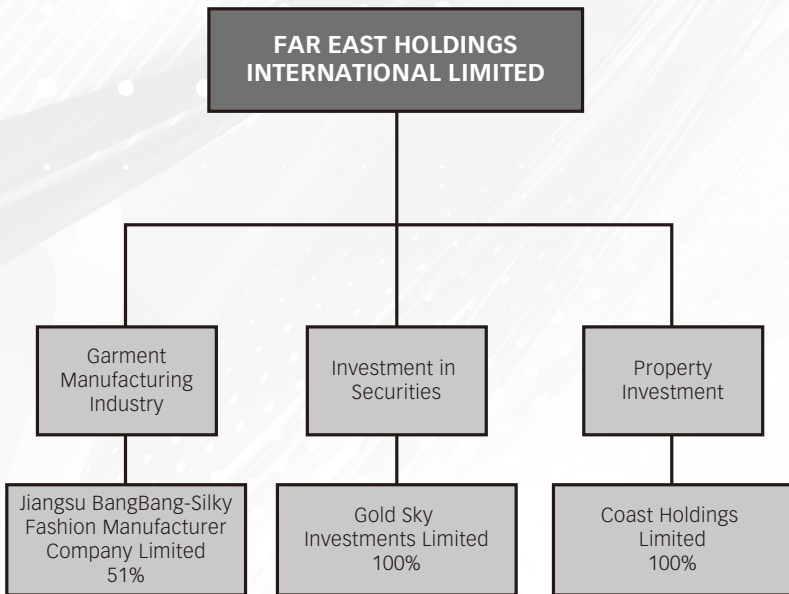 FAR EAST HOLDINGS
INTERNATIONAL LIMITED
Garment
Manufacturing
Industry
Investment in
Securities
Property
Investment
Jiangsu BangBang-Silky
Fashion Manufacturer
Company Limited
51%
Gold Sky
Investments Limited
100%
Coast Holdings
Limited
100%